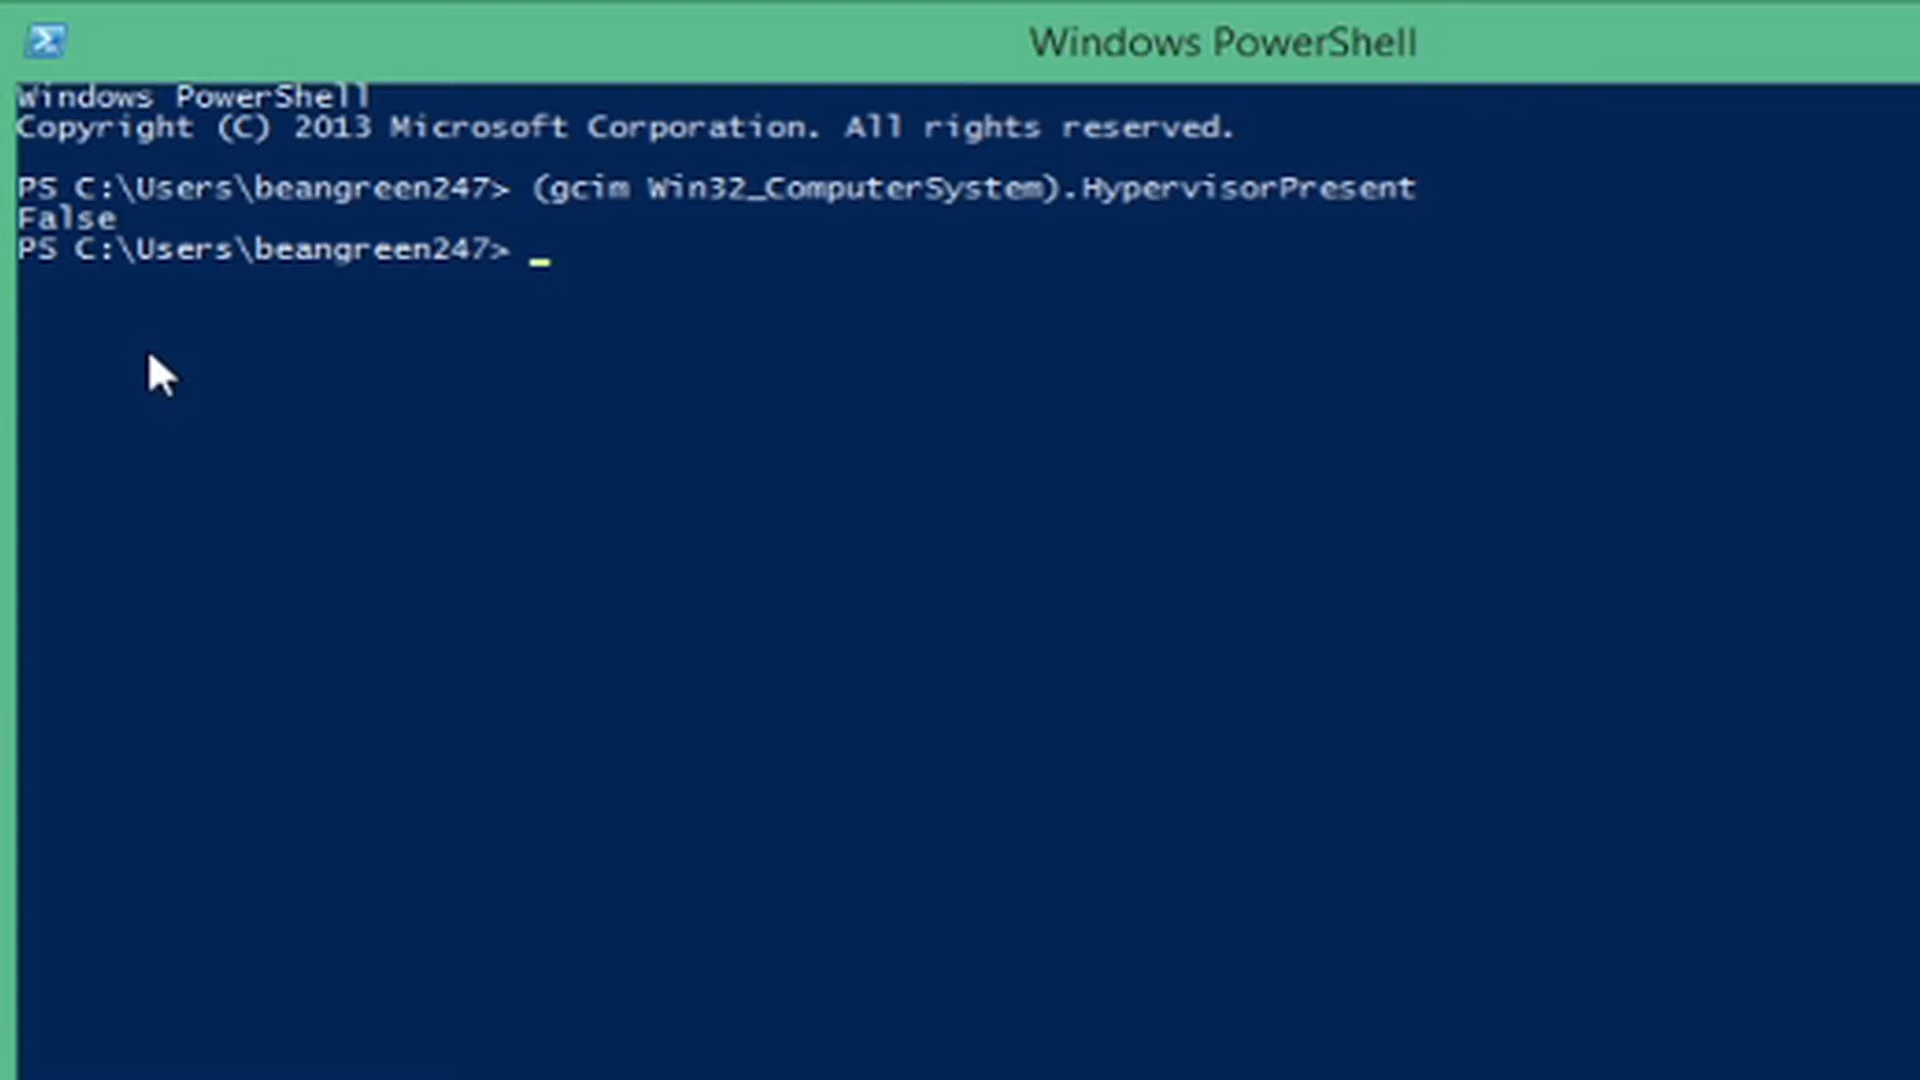 Windows PowerShell
Windows PowerShell
Copyright (C) 2013 Microsoft Corporation. All rights reserved.
PS C:\Users\beangreen247> (gcim Win32_ComputerSystem).HypervisorPresent
False
PS C:\Users\beangreen247> _